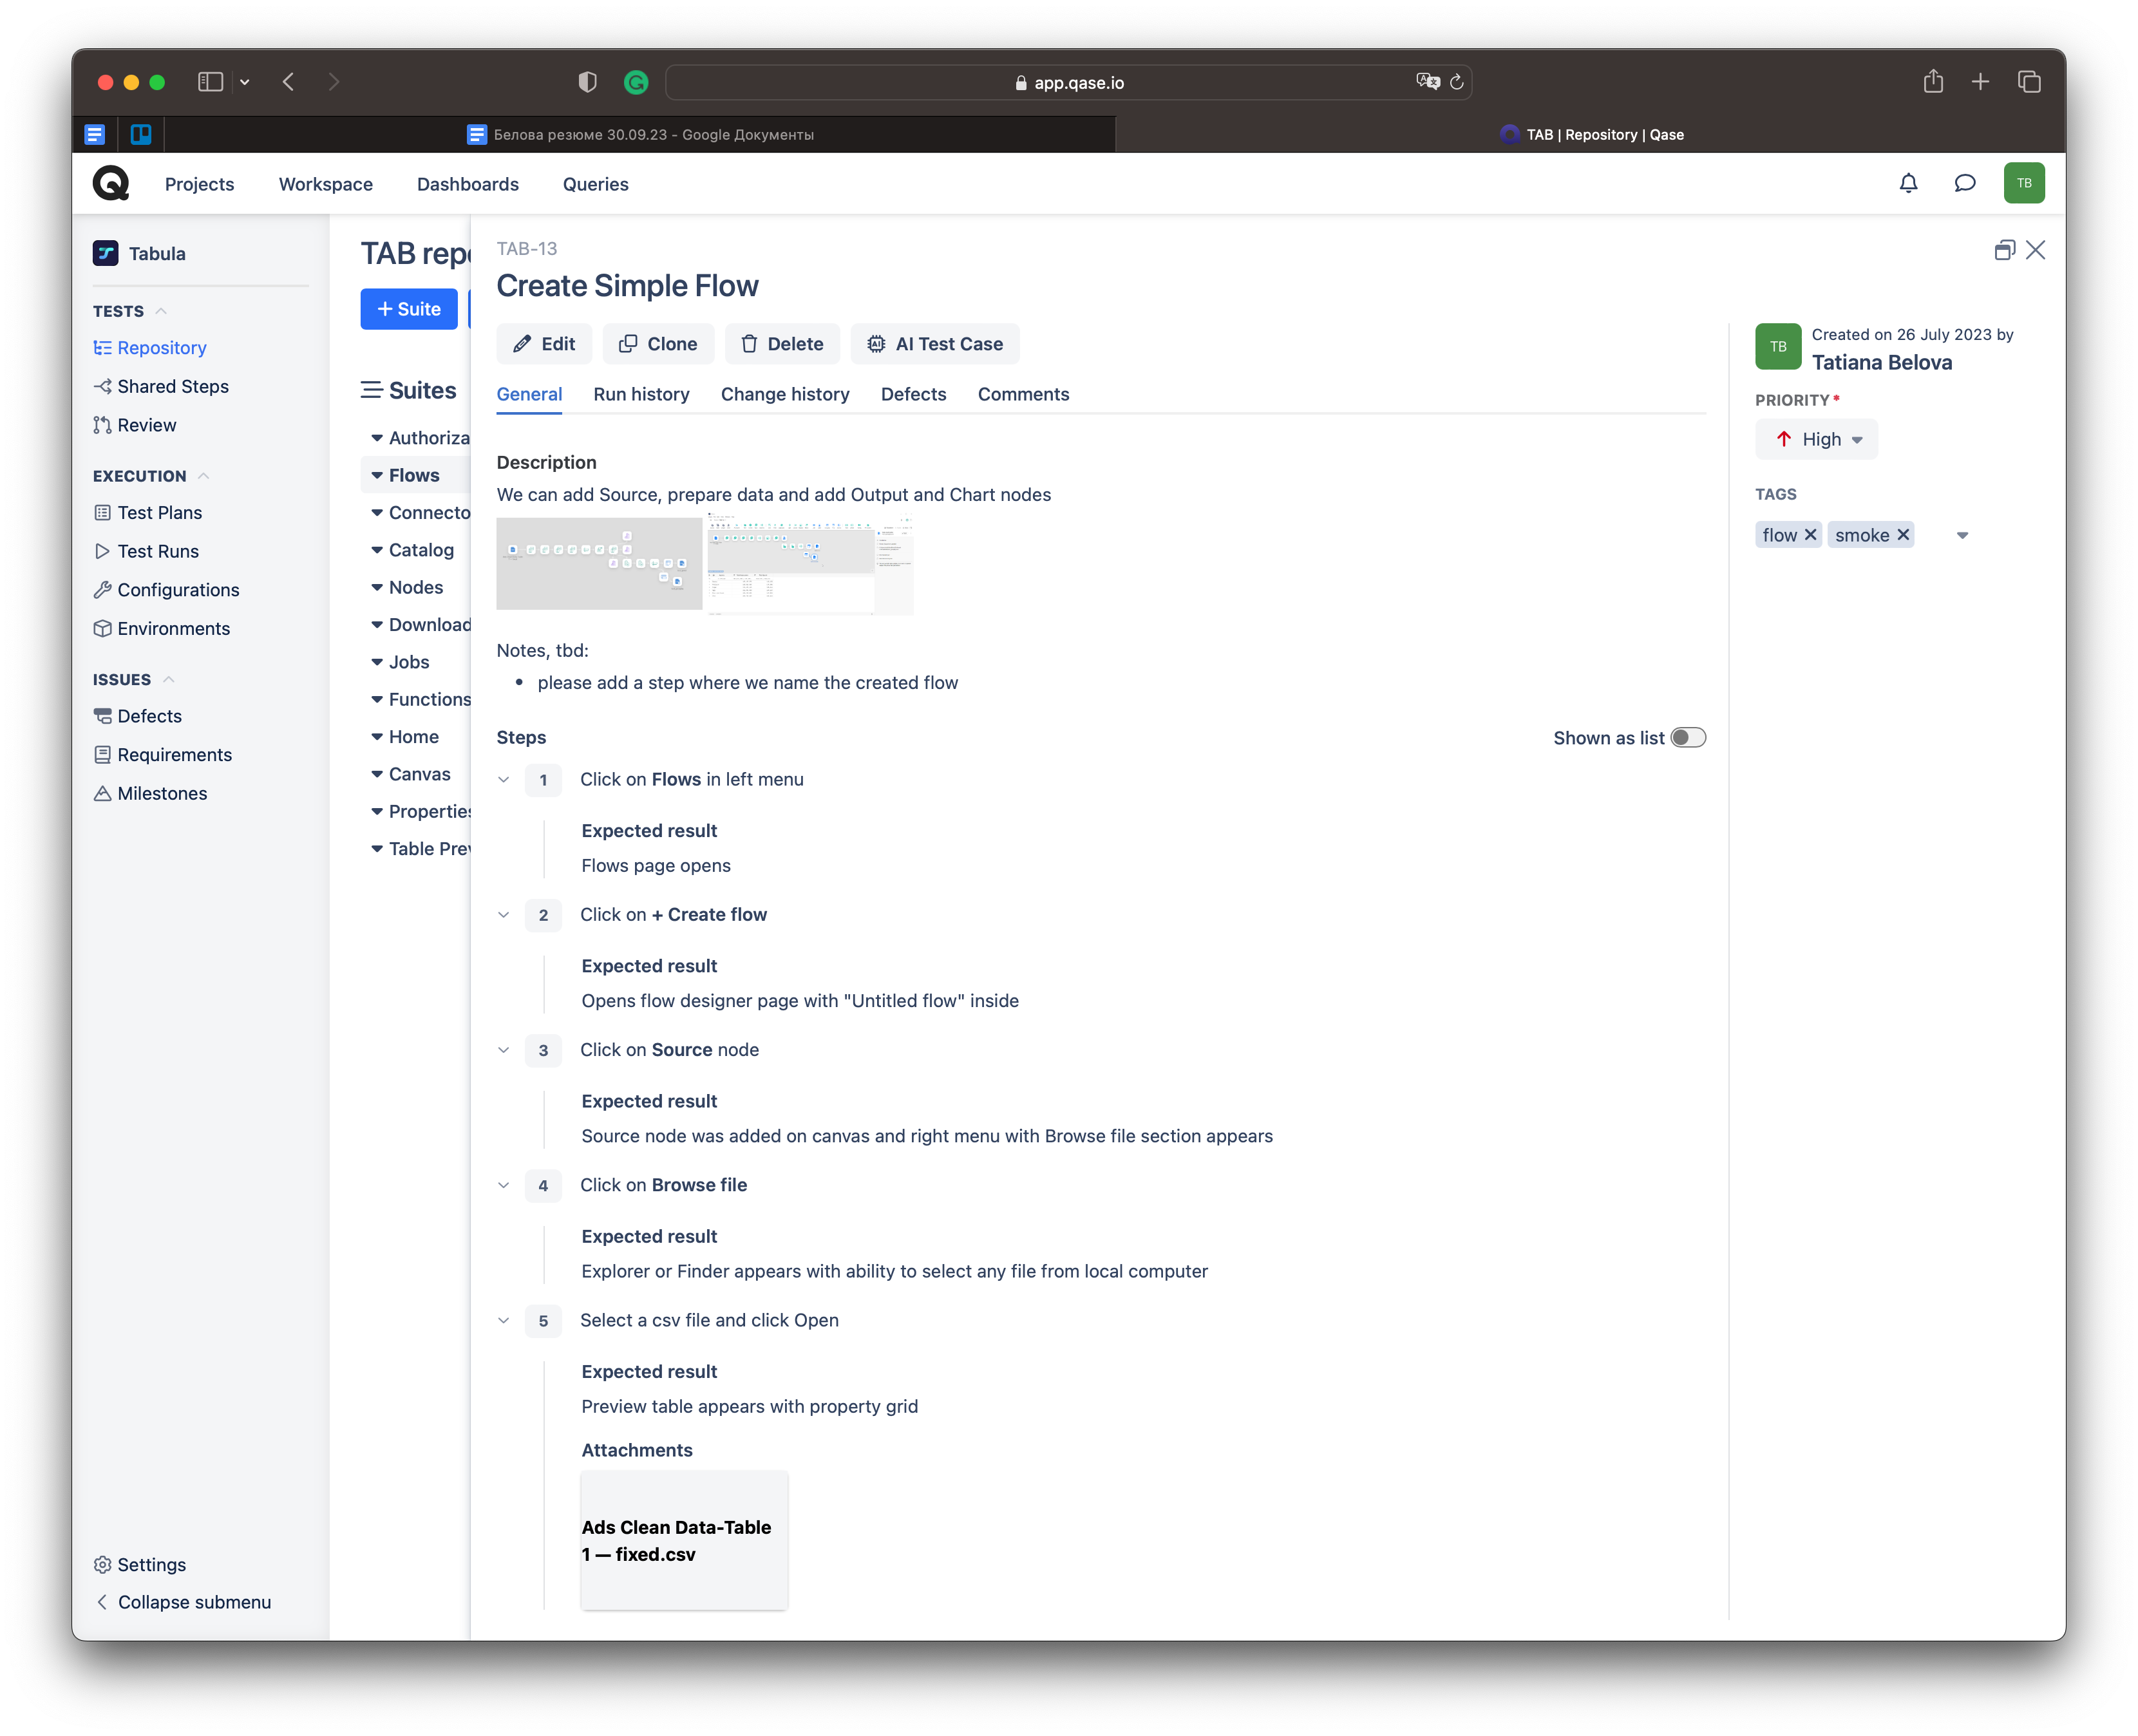 app.qase.io
Белова резюме 30.09.23 - Google Документы
TAB | Repository | Qase
Projects
Workspace
Dashboards
Queries
TB
Tabula
TESTS
Repository
Shared Steps
Review
EXECUTION
Test Plans
Test Runs
Configurations
Environments
ISSUES
Defects
Requirements
Milestones
Settings
Collapse submenu
TAB repo
+ Suite
Suites
Authoriza
Flows
Connecto
Catalog
Nodes
Download
Jobs
Functions
Home
Canvas
Properties
Table Prev
TAB-13
Create Simple Flow
Edit
Clone
Delete
AI Test Case
General
Run history
Change history
Defects
Comments
Description
We can add Source, prepare data and add Output and Chart nodes
Notes, tbd:
• please add a step where we name the created flow
Steps
Shown as list
1
Click on Flows in left menu
Expected result
Flows page opens
2
Click on + Create flow
Expected result
Opens flow designer page with "Untitled flow" inside
3
Click on Source node
Expected result
Source node was added on canvas and right menu with Browse file section appears
4
Click on Browse file
Expected result
Explorer or Finder appears with ability to select any file from local computer
5
Select a csv file and click Open
Expected result
Preview table appears with property grid
Attachments
Ads Clean Data-Table
1 — fixed.csv
TB
Created on 26 July 2023 by
Tatiana Belova
PRIORITY*
High
TAGS
flow
smoke